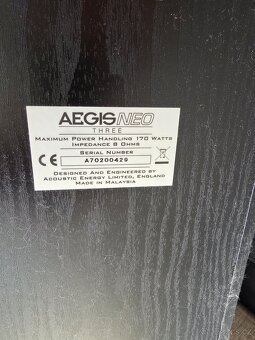 AEGIS NEO
THREE
MAXIMUM POWER HANDLING 170 WATTS
IMPEDANCE 8 OHMS
SERIAL NUMBER
CE A70200429
DESIGNED AND ENGINEERED BY
ACOUSTIC ENERGY LIMITED, ENGLAND
MADE IN MALAYSIA